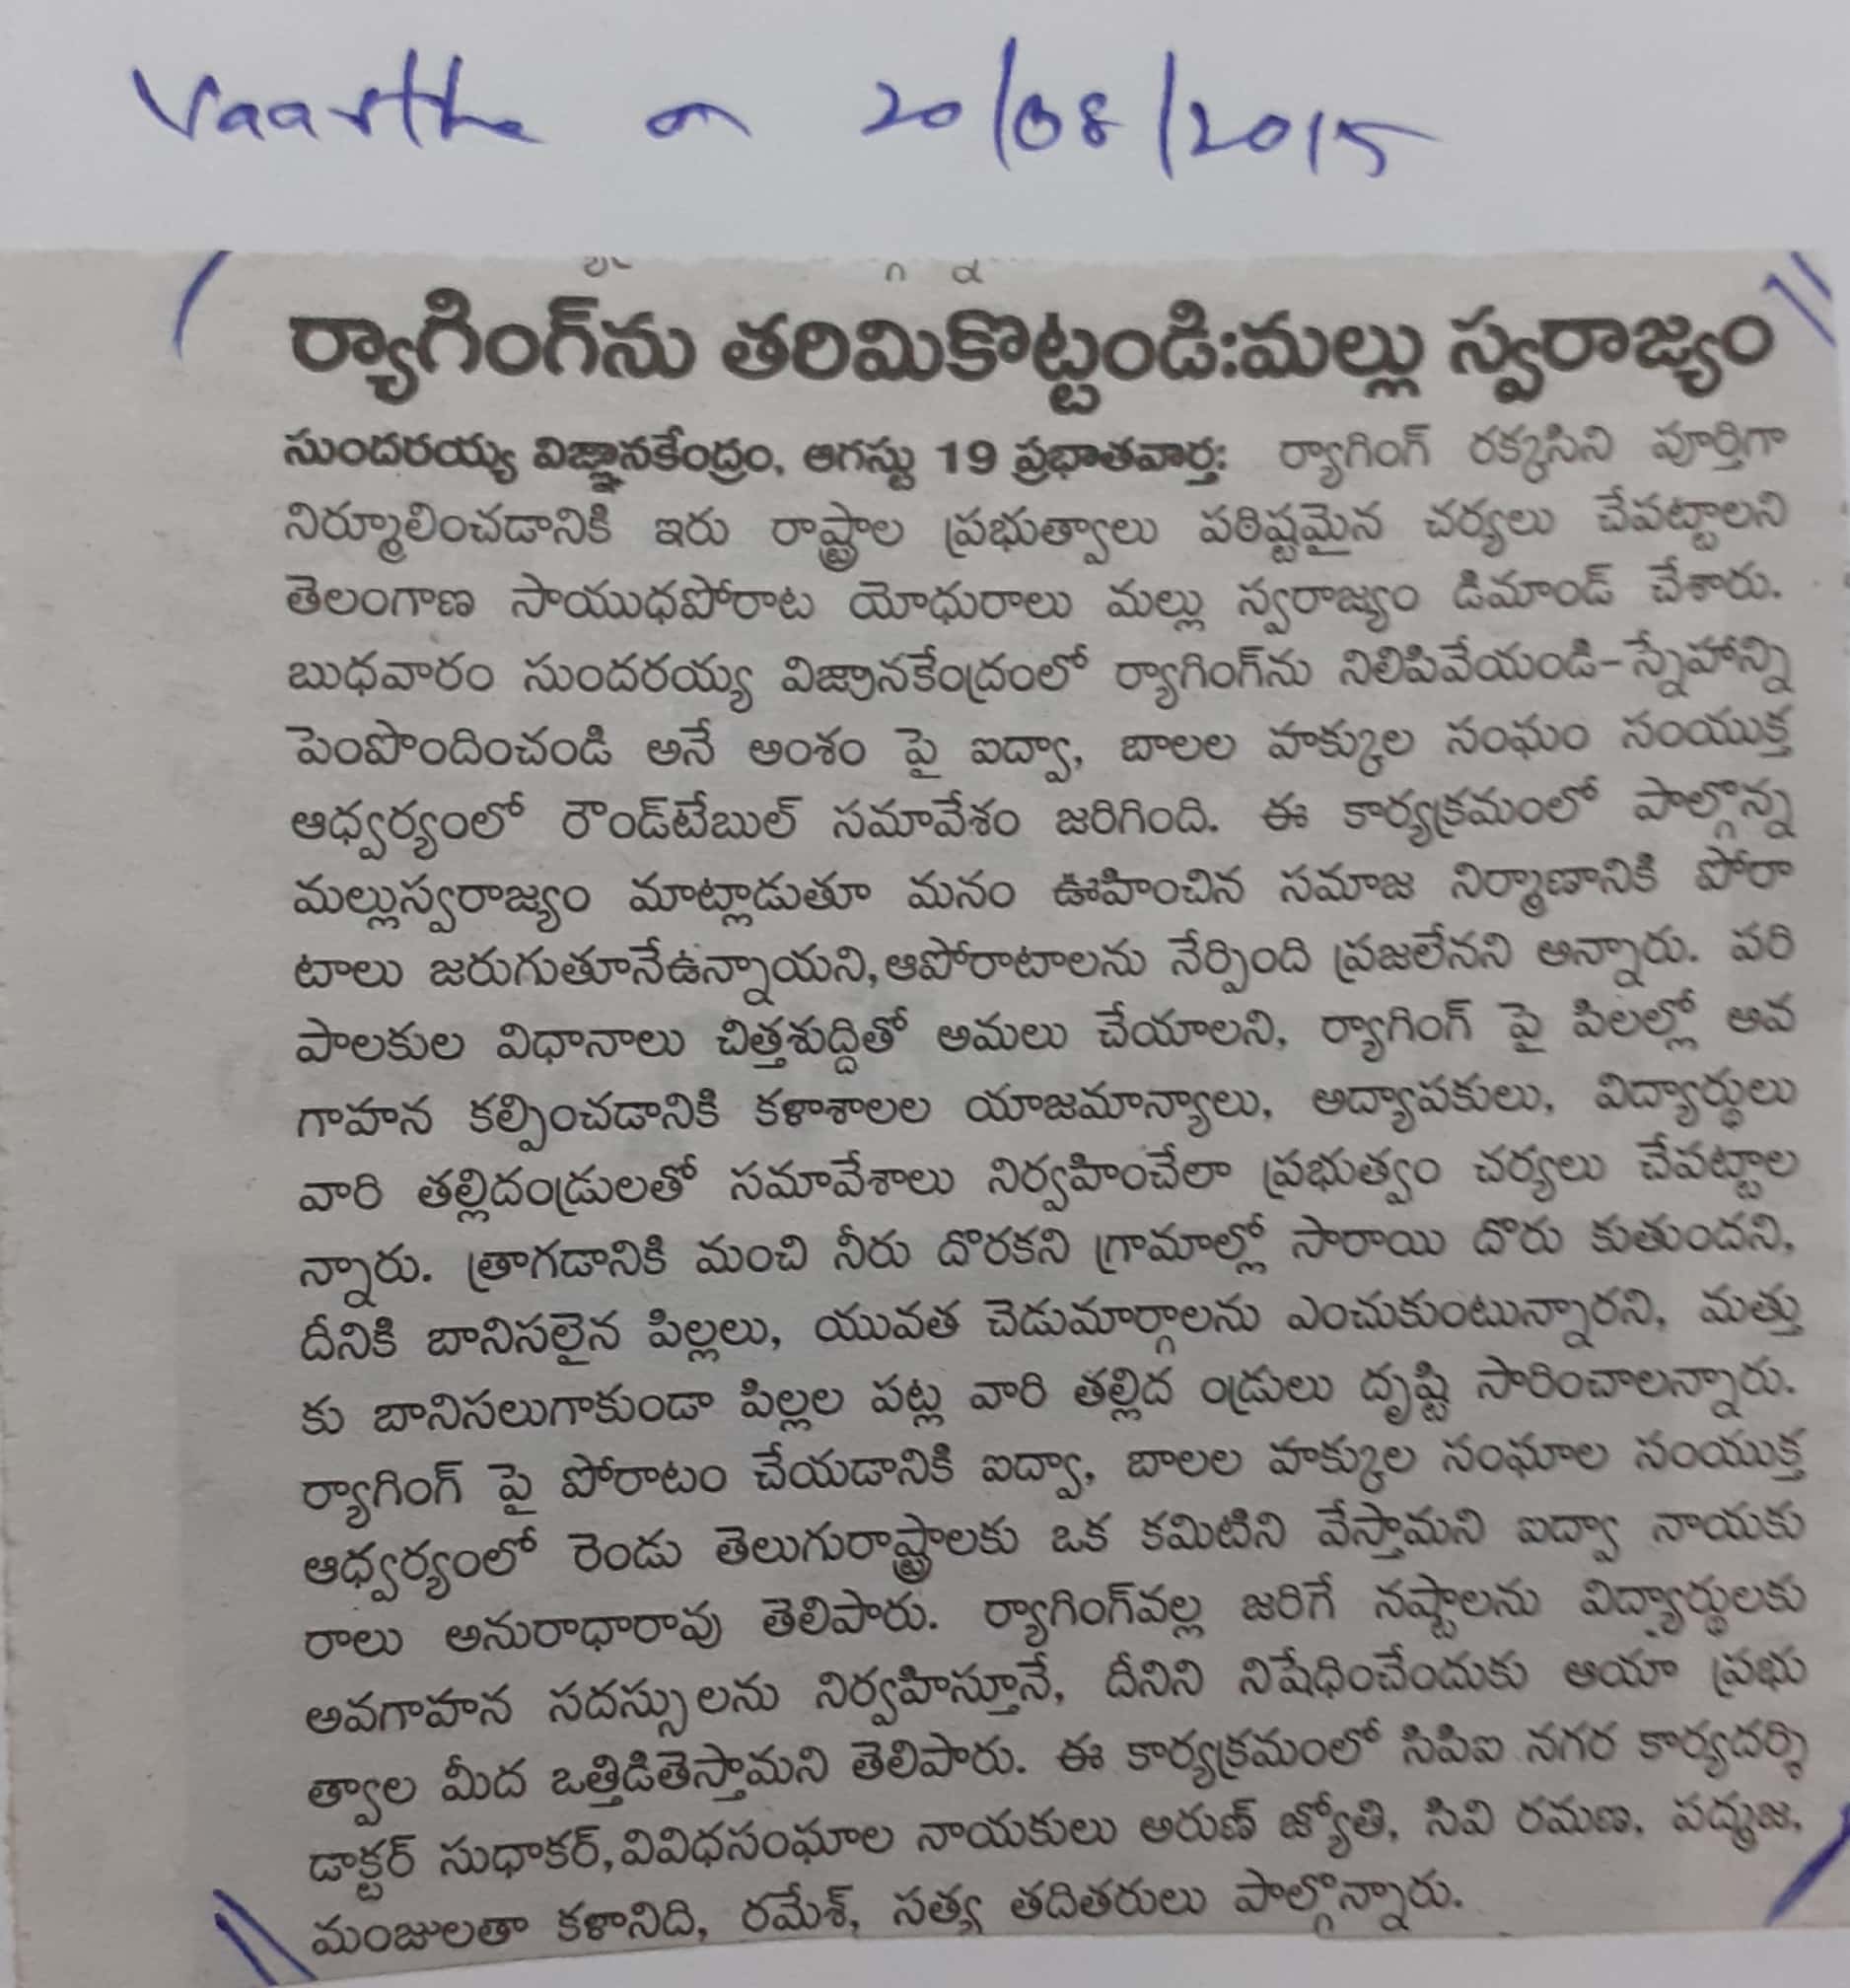 Vaartha on 20/08/2015
ర్యాగింగ్‌ను తరిమికొట్టండి:మల్లు స్వరాజ్యం
సుందరయ్య విజ్ఞానకేంద్రం, ఆగస్టు 19 ప్రభాతవార్త: ర్యాగింగ్ రక్కసిని పూర్తిగా
నిర్మూలించడానికి ఇరు రాష్ట్రాల ప్రభుత్వాలు పఠిష్టమైన చర్యలు చేపట్టాలని
తెలంగాణ సాయుధపోరాట యోధురాలు మల్లు స్వరాజ్యం డిమాండ్ చేశారు.
బుధవారం సుందరయ్య విజ్ఞానకేంద్రంలో ర్యాగింగ్‌ను నిలిపివేయండి-స్నేహాన్ని
పెంపొందించండి అనే అంశం పై ఐద్వా, బాలల హక్కుల సంఘం సంయుక్త
ఆధ్వర్యంలో రౌండ్‌టేబుల్ సమావేశం జరిగింది. ఈ కార్యక్రమంలో పాల్గొన్న
మల్లుస్వరాజ్యం మాట్లాడుతూ మనం ఊహించిన సమాజ నిర్మాణానికి పోరా
టాలు జరుగుతూనేఉన్నాయని,ఆపోరాటాలను నేర్పింది ప్రజలేనని అన్నారు. పరి
పాలకుల విధానాలు చిత్తశుద్దితో అమలు చేయాలని, ర్యాగింగ్ పై పిలల్లో అవ
గాహన కల్పించడానికి కళాశాలల యాజమాన్యాలు, అద్యాపకులు, విద్యార్థులు
వారి తల్లిదండ్రులతో సమావేశాలు నిర్వహించేలా ప్రభుత్వం చర్యలు చేపట్టాల
న్నారు. త్రాగడానికి మంచి నీరు దొరకని గ్రామాల్లో సారాయి దొరు కుతుందని,
దీనికి బానిసలైన పిల్లలు, యువత చెడుమార్గాలను ఎంచుకుంటున్నారని, మత్తు
కు బానిసలుగాకుండా పిల్లల పట్ల వారి తల్లిద ండ్రులు దృష్టి సారించాలన్నారు.
ర్యాగింగ్ పై పోరాటం చేయడానికి ఐద్వా, బాలల హక్కుల సంఘాల సంయుక్త
ఆధ్వర్యంలో రెండు తెలుగురాష్ట్రాలకు ఒక కమిటిని వేస్తామని ఐద్వా నాయకు
రాలు అనురాధారావు తెలిపారు. ర్యాగింగ్‌వల్ల జరిగే నష్టాలను విద్యార్థులకు
అవగాహన సదస్సులను నిర్వహిస్తూనే, దీనిని నిషేధించేందుకు ఆయా ప్రభు
త్వాల మీద ఒత్తిడితెస్తామని తెలిపారు. ఈ కార్యక్రమంలో సిపిఐ నగర కార్యదర్శి
డాక్టర్ సుధాకర్,వివిధసంఘాల నాయకులు అరుణ్ జ్యోతి, సివి రమణ, పద్మజ,
మంజులతా కళానిది, రమేశ్, సత్య తదితరులు పాల్గొన్నారు.